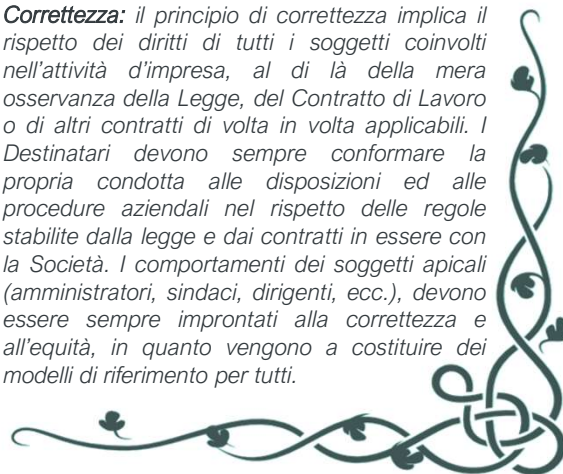 Correttezza: il principio di correttezza implica il
rispetto dei diritti di tutti i soggetti coinvolti
nell’attività d’impresa, al di là della mera
osservanza della Legge, del Contratto di Lavoro
o di altri contratti di volta in volta applicabili. I
Destinatari devono sempre conformare la
propria condotta alle disposizioni ed alle
procedure aziendali nel rispetto delle regole
stabilite dalla legge e dai contratti in essere con
la Società. I comportamenti dei soggetti apicali
(amministratori, sindaci, dirigenti, ecc.), devono
essere sempre improntati alla correttezza e
all’equità, in quanto vengono a costituire dei
modelli di riferimento per tutti.